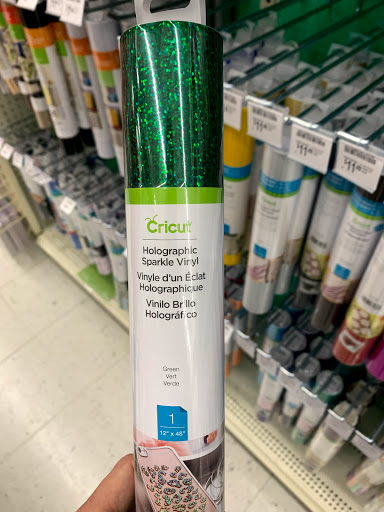 Cricut
Holographic
Sparkle Vinyl
Vinyle d'un Éclat
Holographique
Vinilo Brillo
Holográfico
Green
Vert
Verde
1
12" x 48"